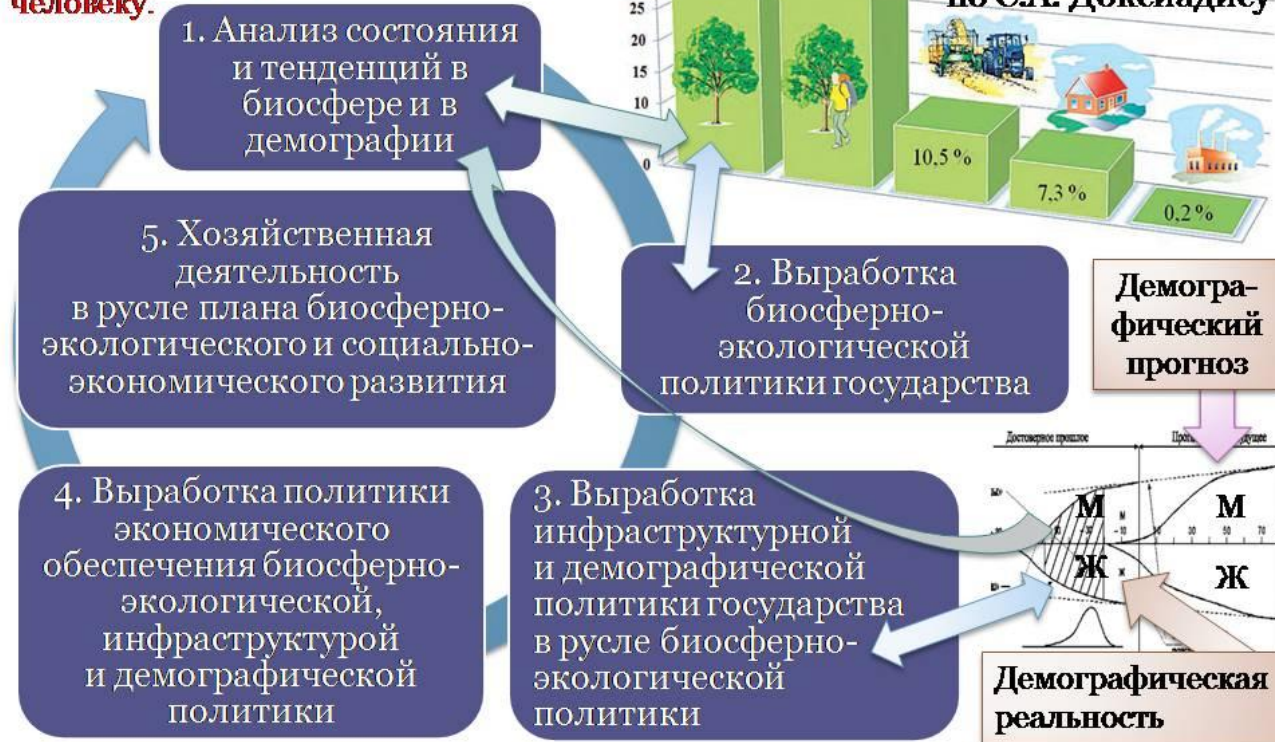 человеку.
по С.А. Доксиадису
25
20
15
10
0
10,5 %
7,3 %
0,2 %
1. Анализ состояния
и тенденций в
биосфере и в
демографии
5. Хозяйственная
деятельность
в русле плана биосферно-
экологического и социально-
экономического развития
2. Выработка
биосферно-
экологической
политики государства
Демогра-
фический
прогноз
Достоверное прошлое
М
М
Ж
Ж
4. Выработка политики
экономического
обеспечения биосферно-
экологической,
инфраструктурой
и демографической
политики
3. Выработка
инфраструктурной
и демографической
политики государства
в русле биосферно-
экологической
политики
Демографическая
реальность